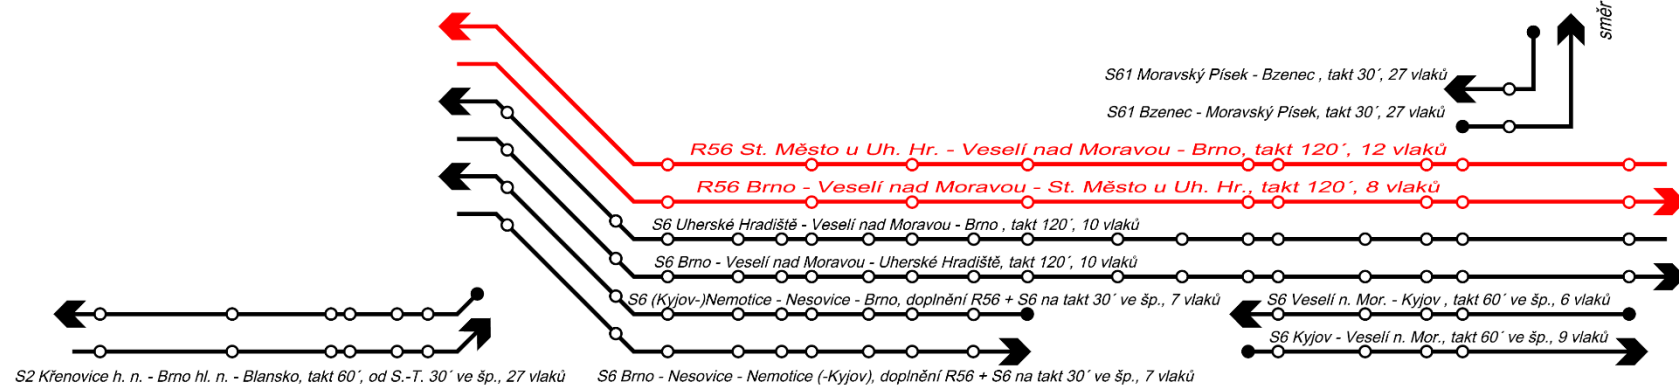 směr
S61 Moravský Písek - Bzenec , takt 30´, 27 vlaků
S61 Bzenec - Moravský Písek, takt 30´, 27 vlaků
R56 St. Město u Uh. Hr. - Veselí nad Moravou - Brno, takt 120´, 12 vlaků
R56 Brno - Veselí nad Moravou - St. Město u Uh. Hr., takt 120´, 8 vlaků
S6 Uherské Hradiště - Veselí nad Moravou - Brno , takt 120´, 10 vlaků
S6 Brno - Veselí nad Moravou - Uherské Hradiště, takt 120´, 10 vlaků
S6 (Kyjov-)Nemotice - Nesovice - Brno, doplnění R56 + S6 na takt 30´ ve šp., 7 vlaků
S6 Veselí n. Mor. - Kyjov , takt 60´ ve šp., 6 vlaků
S6 Kyjov - Veselí n. Mor., takt 60´ ve šp., 9 vlaků
S2 Křenovice h. n. - Brno hl. n. - Blansko, takt 60´, od S.-T. 30´ ve šp., 27 vlaků
S6 Brno - Nesovice - Nemotice (-Kyjov), doplnění R56 + S6 na takt 30´ ve šp., 7 vlaků